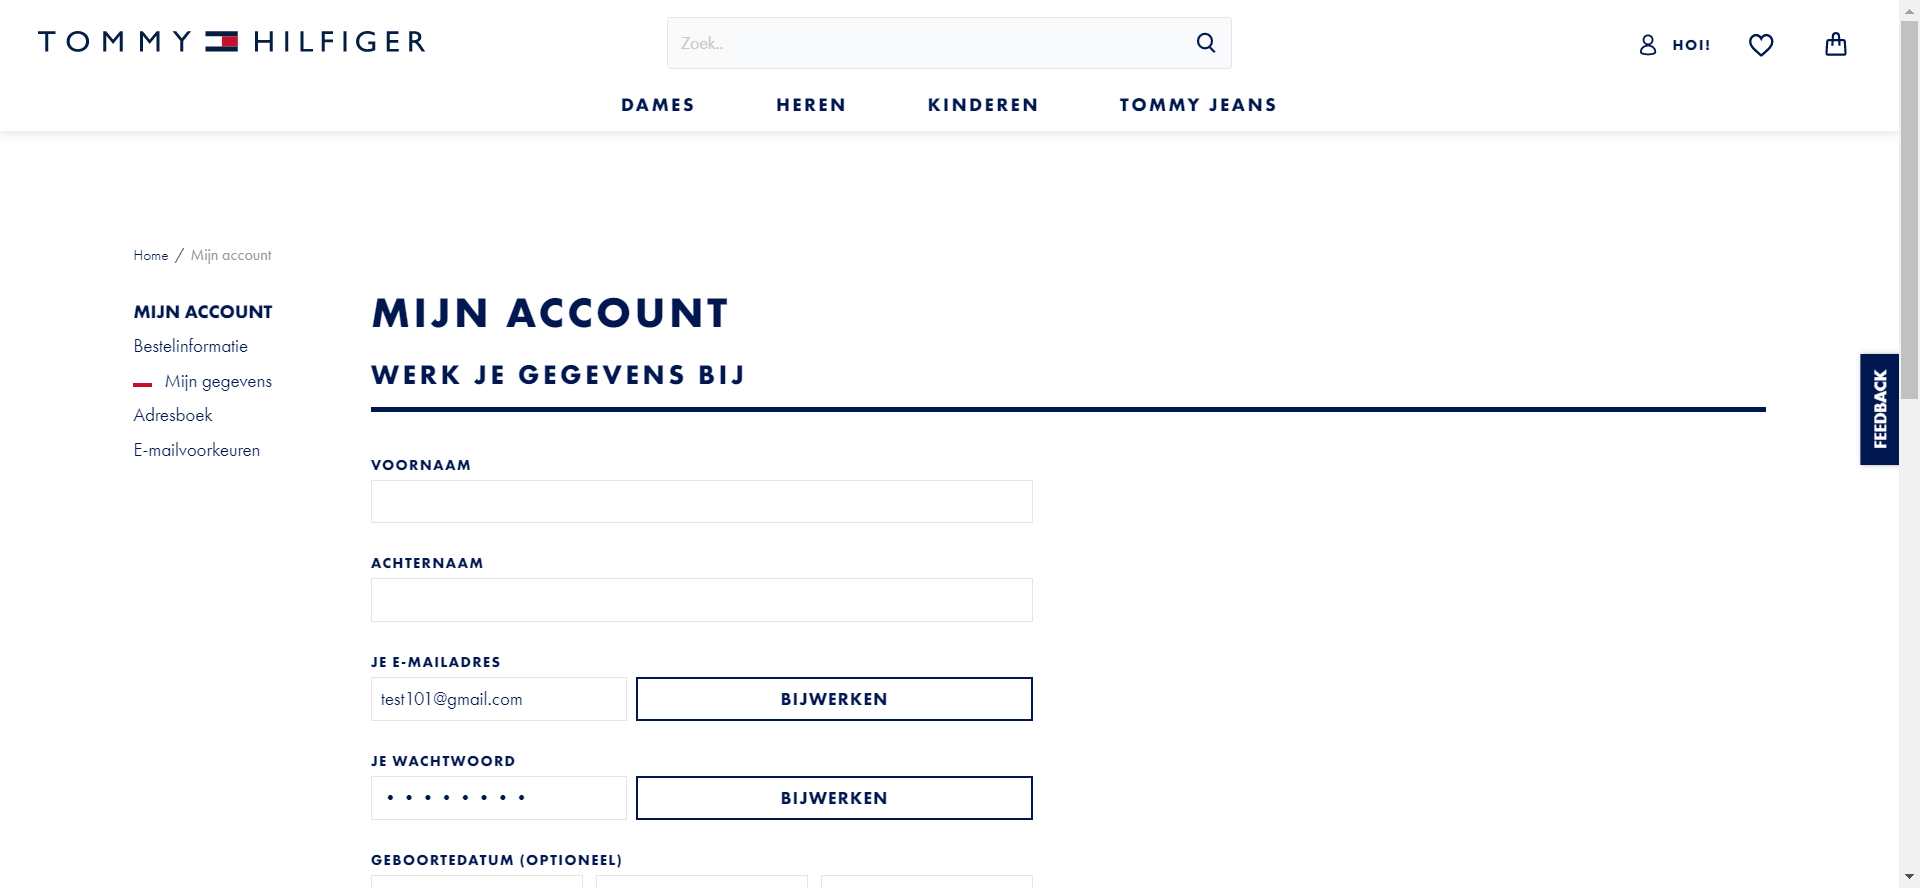 TOMMY HILFIGER
Zoek..
HOI!
DAMES HEREN KINDEREN TOMMY JEANS
Home / Mijn account
MIJN ACCOUNT
Bestelinformatie
Mijn gegevens
Adresboek
E-mailvoorkeuren
MIJN ACCOUNT
WERK JE GEGEVENS BIJ
VOORNAAM
ACHTERNAAM
JE E-MAILADRES
test101@gmail.com BIJWERKEN
JE WACHTWOORD
• • • • • • • • BIJWERKEN
GEBOORTEDATUM (OPTIONEEL)
FEEDBACK